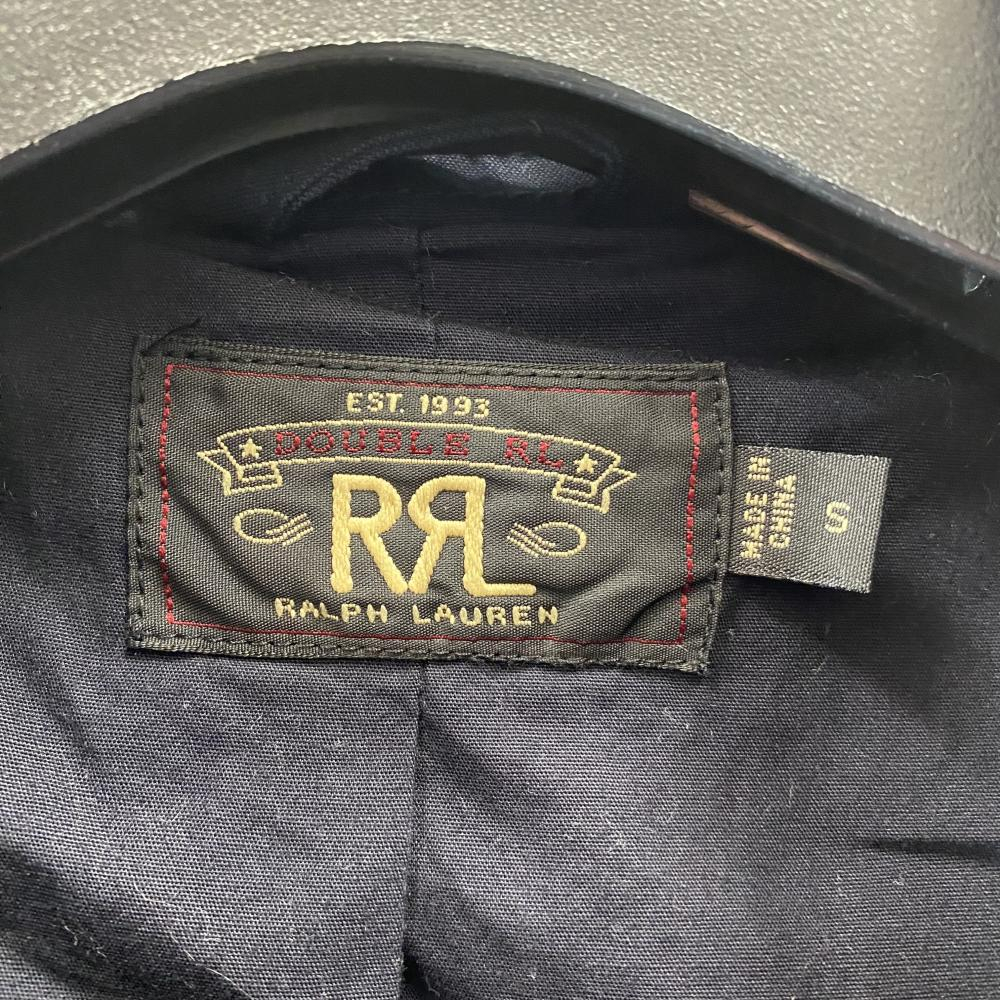 EST. 1993
DOUBLE RL
RRL
RALPH LAUREN
MADE IN
CHINA
S